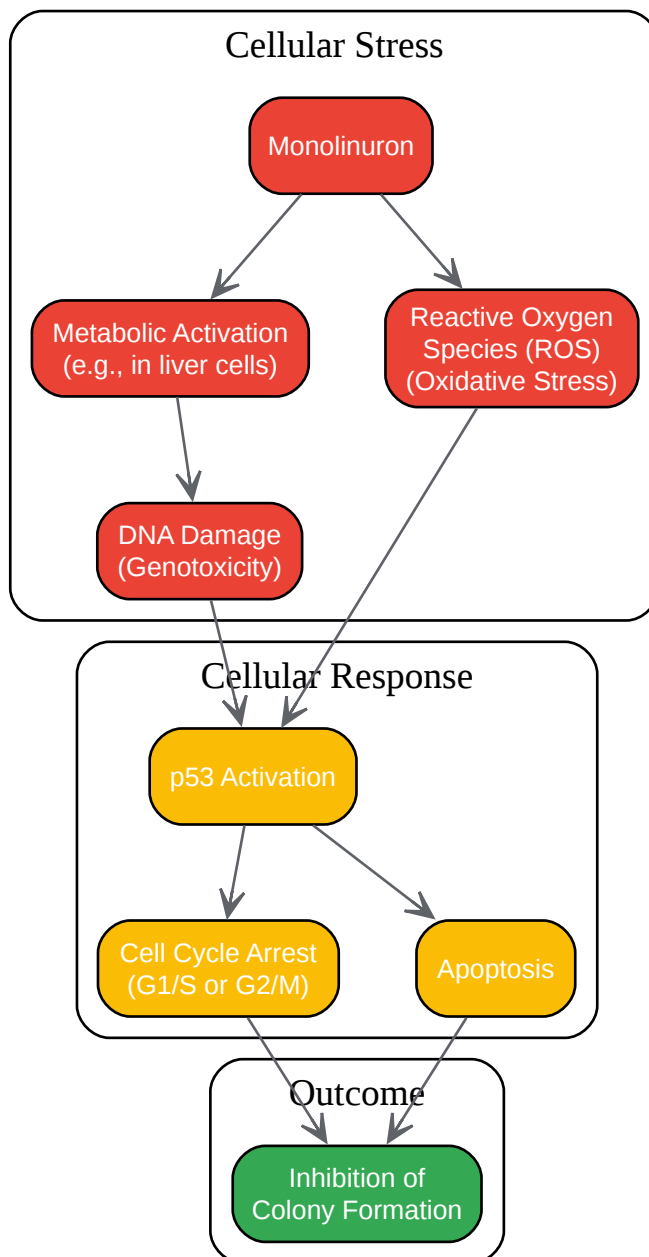 Cellular Stress
Monolinuron
Metabolic Activation
(e.g., in liver cells)
Reactive Oxygen
Species (ROS)
(Oxidative Stress)
DNA Damage
(Genotoxicity)
Cellular Response
p53 Activation
Cell Cycle Arrest
(G1/S or G2/M)
Apoptosis
Outcome
Inhibition of
Colony Formation